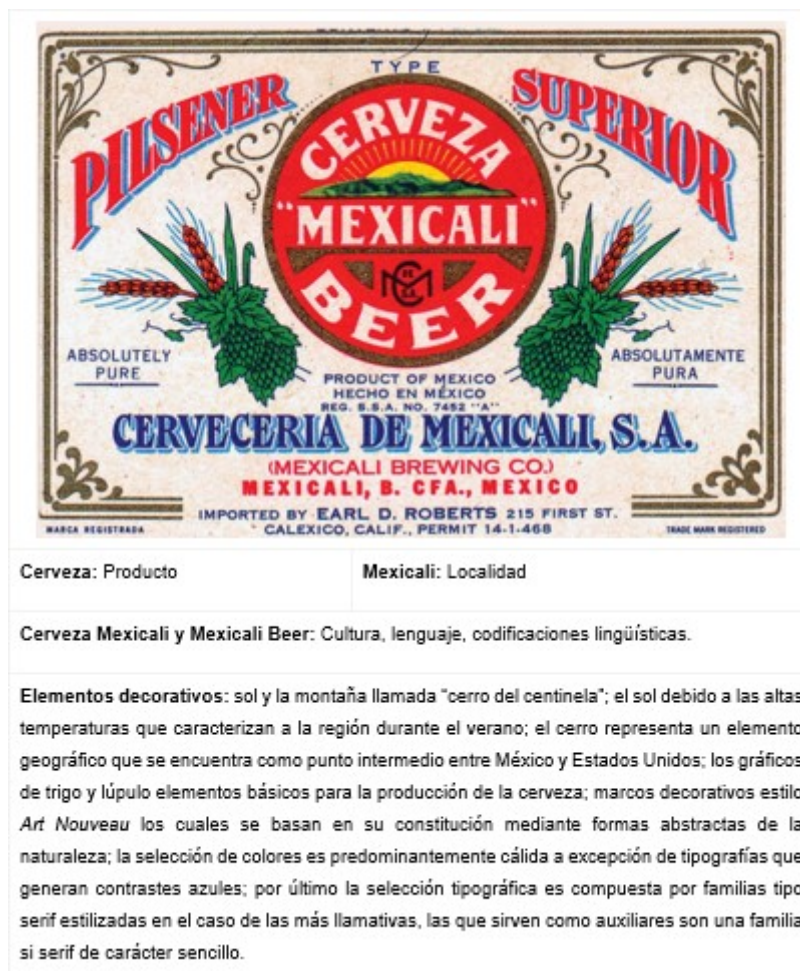 TYPE
PILSENER
SUPERIOR
CERVEZA
"MEXICALI"
BEER
ABSOLUTELY
PURE
ABSOLUTAMENTE
PURA
PRODUCT OF MEXICO
HECHO EN MÉXICO
REG. S.S.A. NO. 7452 "A"
CERVECERIA DE MEXICALI, S.A.
(MEXICALI BREWING CO.)
MEXICALI, B. CFA., MEXICO
IMPORTED BY EARL D. ROBERTS 215 FIRST ST.
CALEXICO, CALIF., PERMIT 14-1-468
MARCA REGISTRADA
TRADE MARK REGISTERED
Cerveza: Producto
Mexicali: Localidad
Cerveza Mexicali y Mexicali Beer: Cultura, lenguaje, codificaciones lingüísticas.
Elementos decorativos: sol y la montaña llamada "cerro del centinela"; el sol debido a las altas
temperaturas que caracterizan a la región durante el verano; el cerro representa un elemento
geográfico que se encuentra como punto intermedio entre México y Estados Unidos; los gráficos
de trigo y lúpulo elementos básicos para la producción de la cerveza; marcos decorativos estilo
Art Nouveau los cuales se basan en su constitución mediante formas abstractas de la
naturaleza; la selección de colores es predominantemente cálida a excepción de tipografías que
generan contrastes azules; por último la selección tipográfica es compuesta por familias tipo
serif estilizadas en el caso de las más llamativas, las que sirven como auxiliares son una familia
si serif de carácter sencillo.